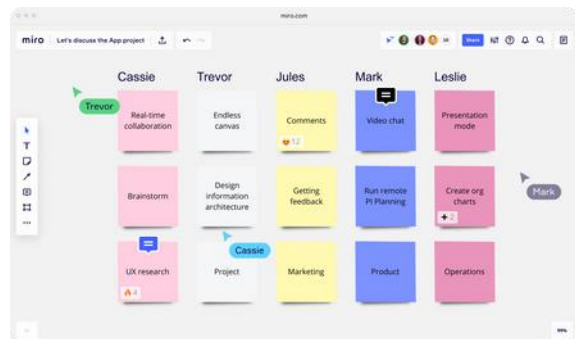 miro.com
miro
Let's discuss the App project
Share
Cassie
Trevor
Jules
Mark
Leslie
Trevor
Real-time
collaboration
Endless
canvas
Comments
12
Video chat
Presentation
mode
Brainstorm
Design
information
architecture
Getting
feedback
Run remote
PI Planning
Create org
charts
2
Mark
Cassie
UX research
4
Project
Marketing
Product
Operations